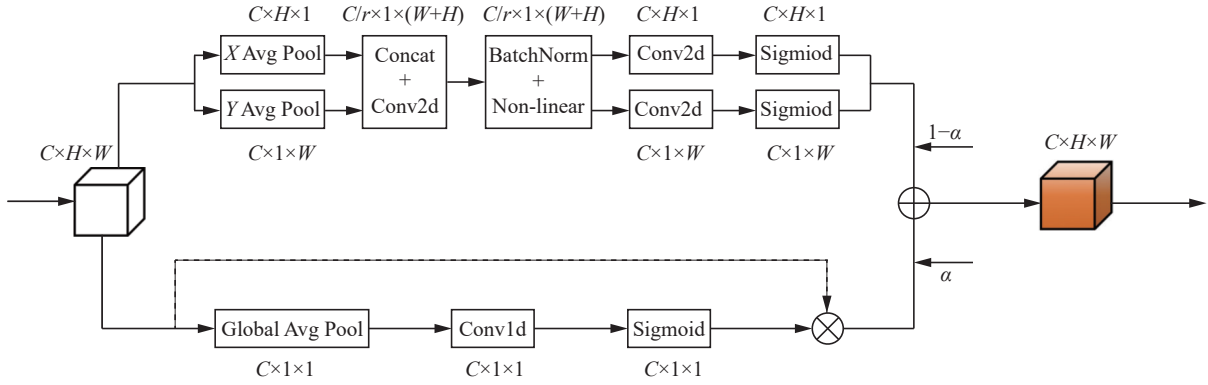 C×H×1 C/r×1×(W+H) C/r×1×(W+H) C×H×1 C×H×1
X Avg Pool
Y Avg Pool
Concat
+
Conv2d
BatchNorm
+
Non-linear
Conv2d
Conv2d
Sigmiod
Sigmiod
C×1×W C×1×W C×1×W
C×H×W
1−α
C×H×W
α
Global Avg Pool Conv1d Sigmoid
C×1×1 C×1×1 C×1×1